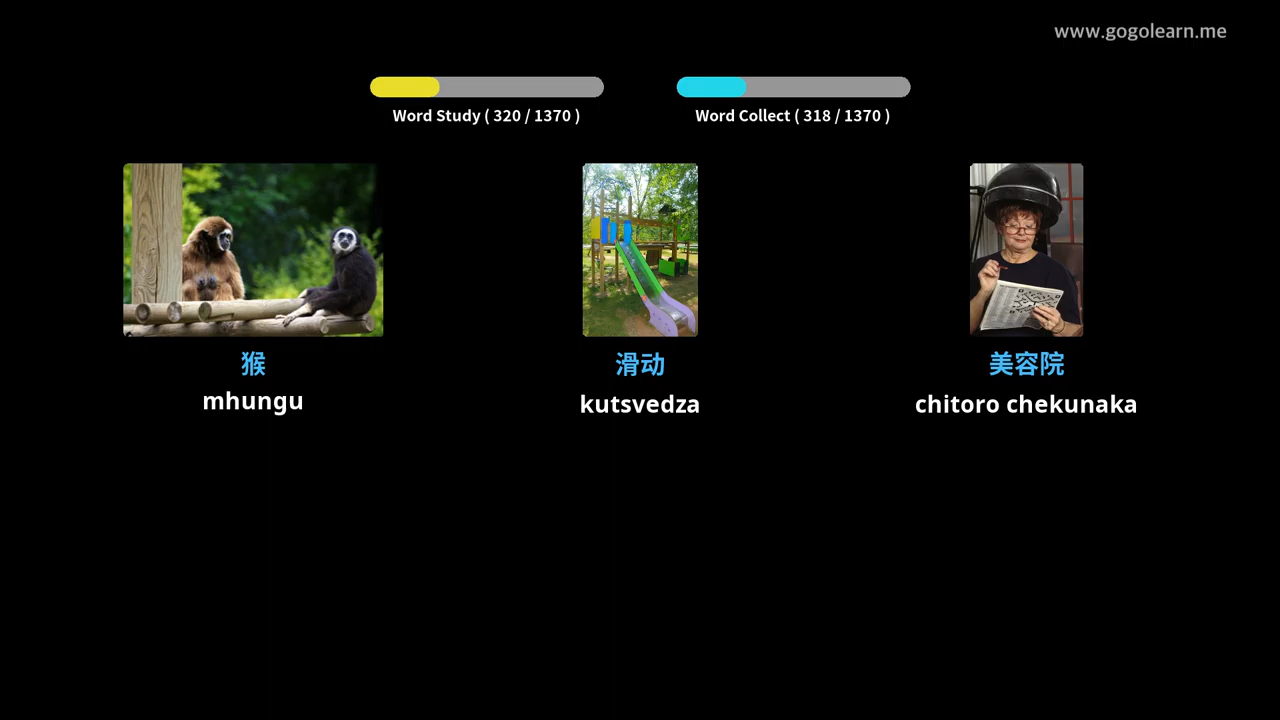 www.gogolearn.me
Word Study ( 320 / 1370 )
Word Collect ( 318 / 1370 )
猴
滑动
美容院
mhungu
kutsvedza
chitoro chekunaka